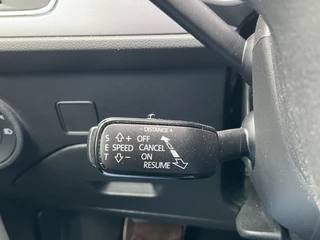 - DISTANCE +
S + OFF
E SPEED CANCEL
T - ON
RESUME